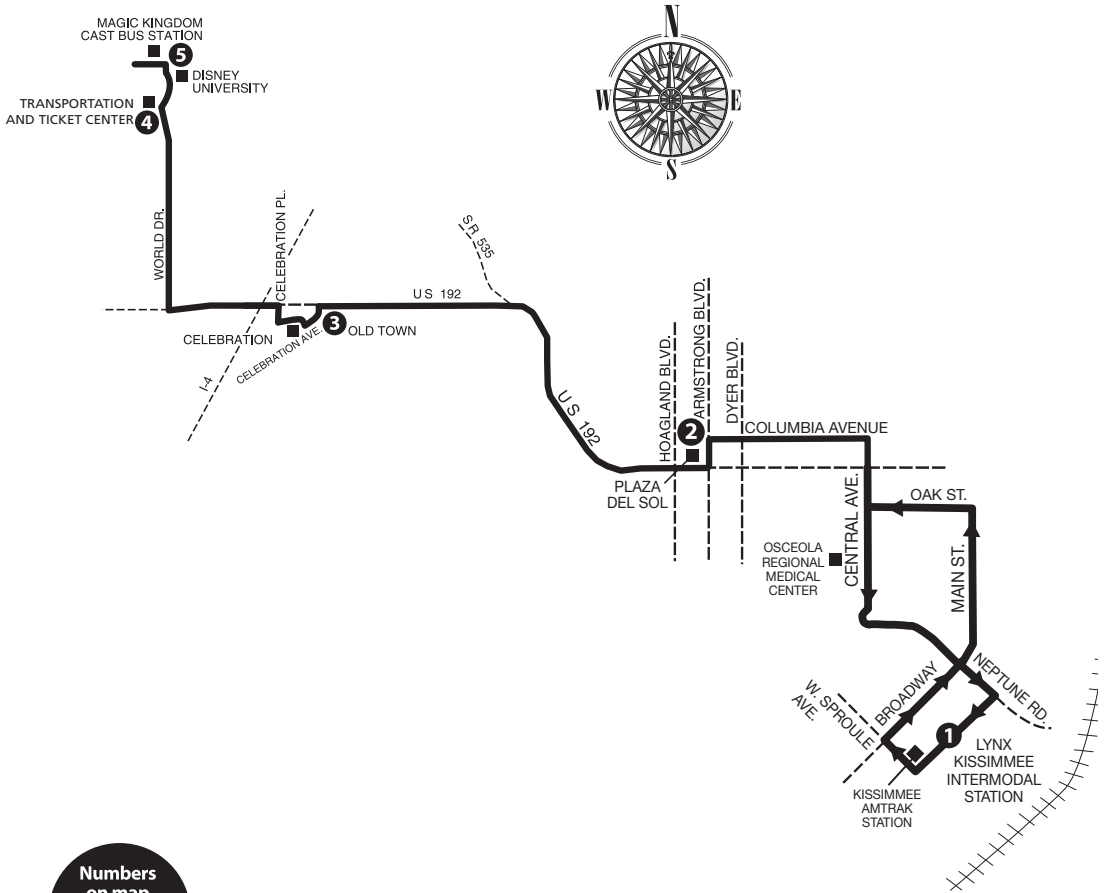 MAGIC KINGDOM
CAST BUS STATION
5
DISNEY
UNIVERSITY
TRANSPORTATION
AND TICKET CENTER
4
N
W
E
S
WORLD DR.
CELEBRATION PL.
SR 535
US 192
3
OLD TOWN
CELEBRATION
CELEBRATION AVE.
I-4
US 192
HOAGLAND BLVD.
ARMSTRONG BLVD.
DYER BLVD.
2
COLUMBIA AVENUE
PLAZA
DEL SOL
CENTRAL AVE.
OAK ST.
OSCEOLA
REGIONAL
MEDICAL
CENTER
MAIN ST.
W. SPROULE
AVE.
BROADWAY
NEPTUNE RD.
1
LYNX
KISSIMMEE
INTERMODAL
STATION
KISSIMMEE
AMTRAK
STATION
Numbers
on map